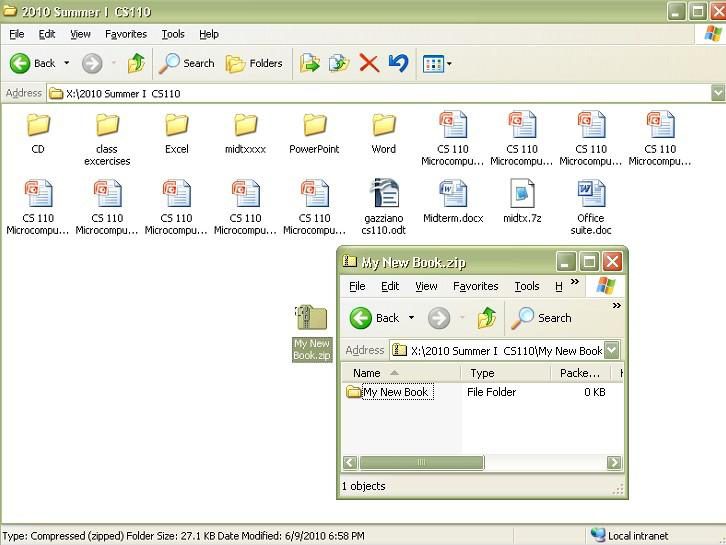 2010 Summer I  CS110
File Edit View Favorites Tools Help
Back Search Folders
Address X:\2010 Summer I  CS110
CD class excercises Excel midtxxxx PowerPoint Word CS 110 Microcompu... CS 110 Microcompu... CS 110 Microcompu... CS 110 Microcompu...
CS 110 Microcompu... CS 110 Microcompu... CS 110 Microcompu... CS 110 Microcompu... CS 110 Microcompu... gazziano cs110.odt Midterm.docx midtx.7z Office suite.doc
My New Book.zip
My New Book.zip
File Edit View Favorites Tools H »
Back Search »
Address X:\2010 Summer I  CS110\My New Book
Name Type Packe...
My New Book File Folder 0 KB
1 objects
Type: Compressed (zipped) Folder Size: 27.1 KB Date Modified: 6/9/2010 6:58 PM Local intranet